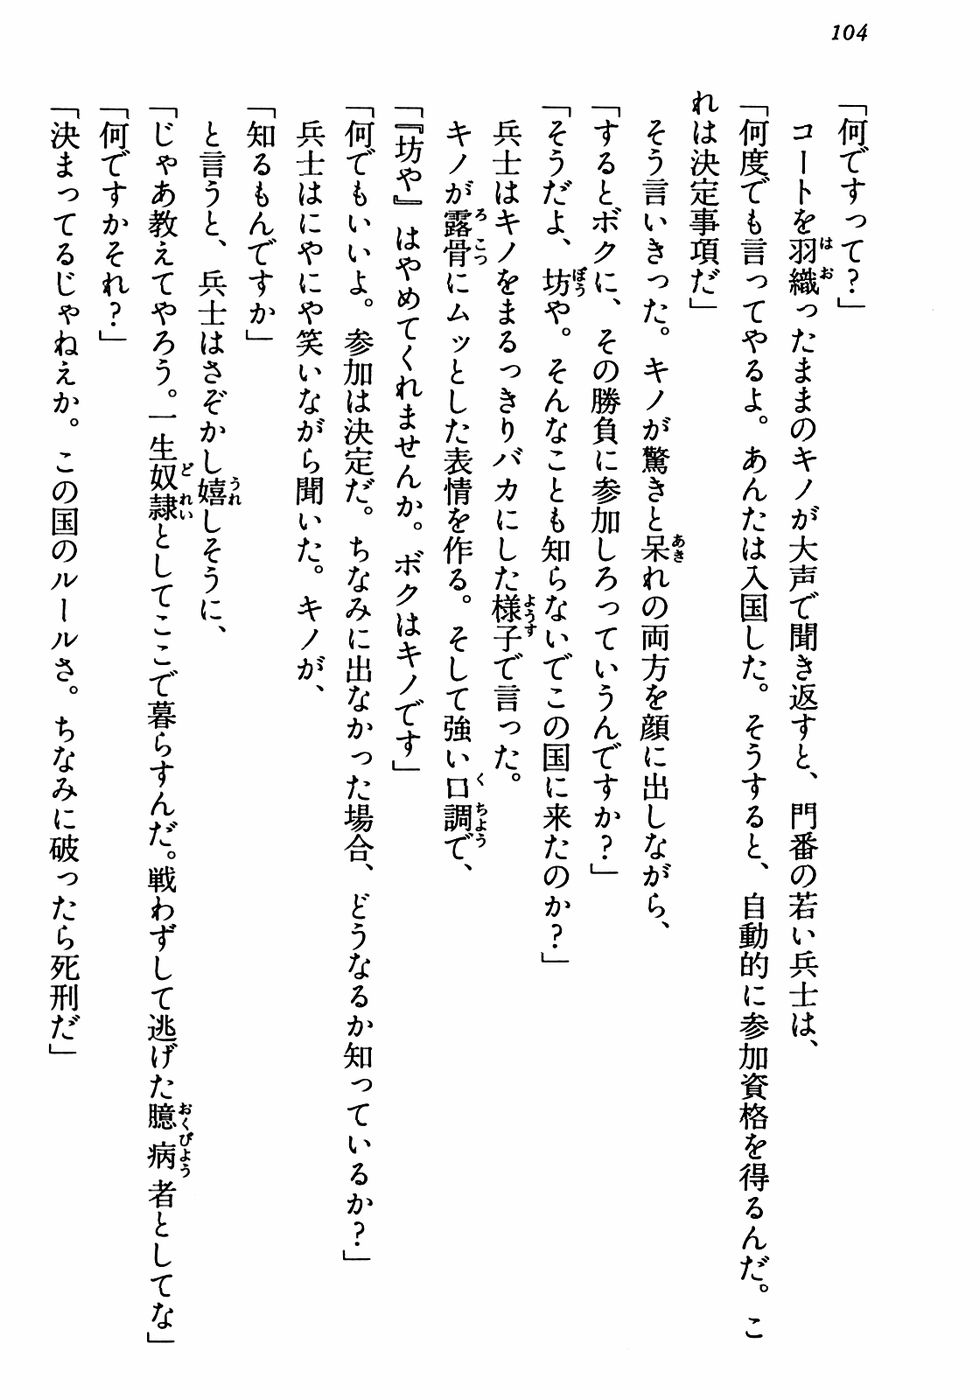 104
「何ですって？」
コートを羽織ったままのキノが大声で聞き返すと、門番の若い兵士は、
「何度でも言ってやるよ。あんたは入国した。そうすると、自動的に参加資格を得るんだ。こ
れは決定事項だ」
そう言いきった。キノが驚きと呆れの両方を顔に出しながら、
「するとボクに、その勝負に参加しろっていうんですか？」
「そうだよ、坊や。そんなことも知らないでこの国に来たのか？」
兵士はキノをまるっきりバカにした様子で言った。
キノが露骨にムッとした表情を作る。そして強い口調で、
「『坊や』はやめてくれませんか。ボクはキノです」
「何でもいいよ。参加は決定だ。ちなみに出なかった場合、どうなるか知っているか？」
兵士はにやにや笑いながら聞いた。キノが、
「知るもんですか」
と言うと、兵士はさぞかし嬉しそうに、
「じゃあ教えてやろう。一生奴隷としてここで暮らすんだ。戦わずして逃げた臆病者としてな」
「何ですかそれ？」
「決まってるじゃねえか。この国のルールさ。ちなみに破ったら死刑だ」